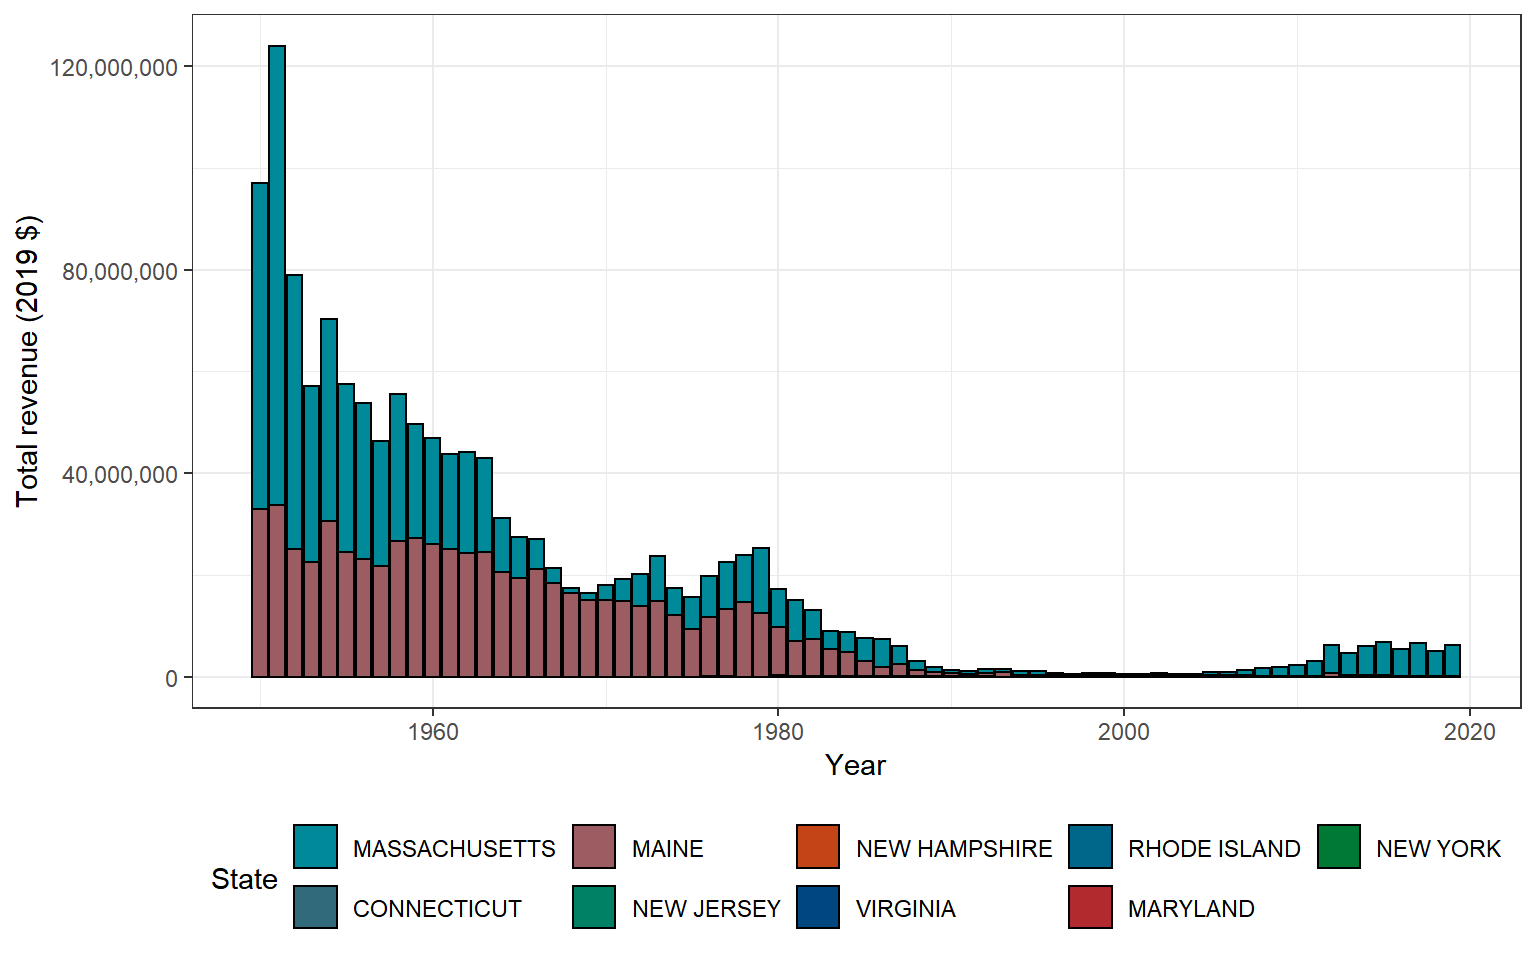 120,000,000
80,000,000
40,000,000
0
Total revenue (2019 $)
1960 1980 2000 2020
Year
State
MASSACHUSETTS MAINE NEW HAMPSHIRE RHODE ISLAND NEW YORK
CONNECTICUT NEW JERSEY VIRGINIA MARYLAND